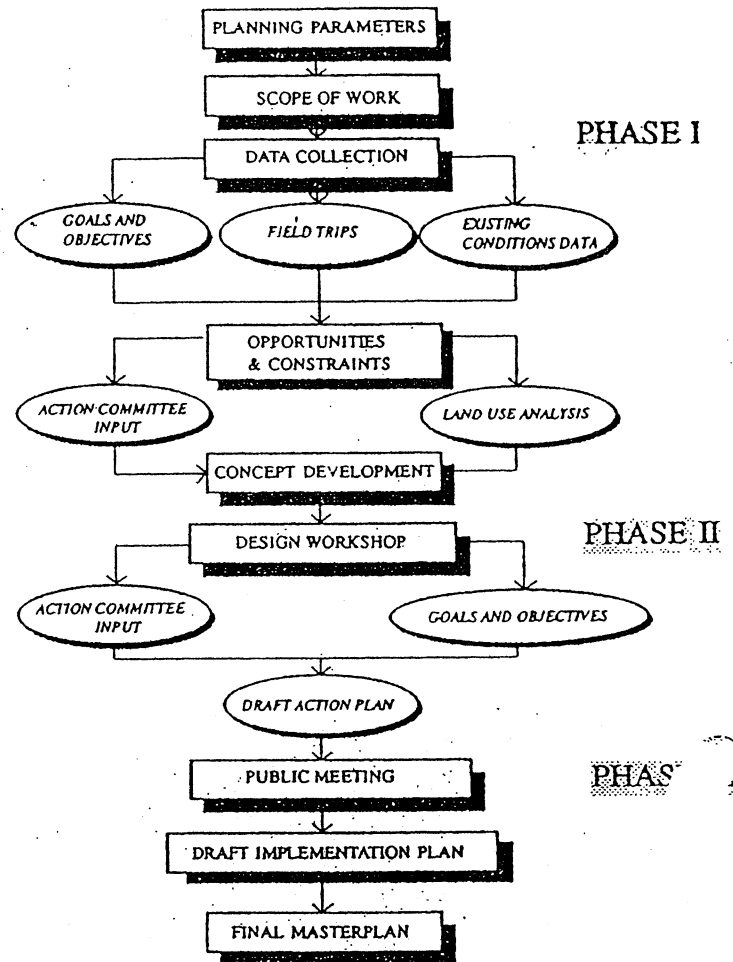 PLANNING PARAMETERS
SCOPE OF WORK
PHASE I
DATA COLLECTION
GOALS AND
OBJECTIVES
FIELD TRIPS
EXISTING
CONDITIONS DATA
OPPORTUNITIES
& CONSTRAINTS
ACTION COMMITTEE
INPUT
LAND USE ANALYSIS
CONCEPT DEVELOPMENT
DESIGN WORKSHOP
PHASE II
ACTION COMMITTEE
INPUT
GOALS AND OBJECTIVES
DRAFT ACTION PLAN
PUBLIC MEETING
PHAS
DRAFT IMPLEMENTATION PLAN
FINAL MASTERPLAN